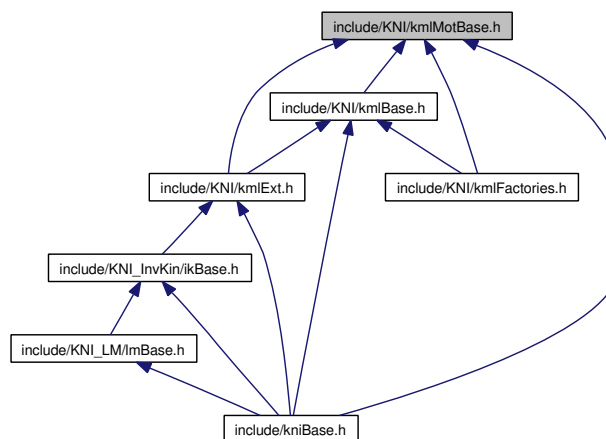 include/KNI/kmlMotBase.h
include/KNI/kmlBase.h
include/KNI/kmlExt.h
include/KNI/kmlFactories.h
include/KNI_InvKin/ikBase.h
include/KNI_LM/lmBase.h
include/kniBase.h